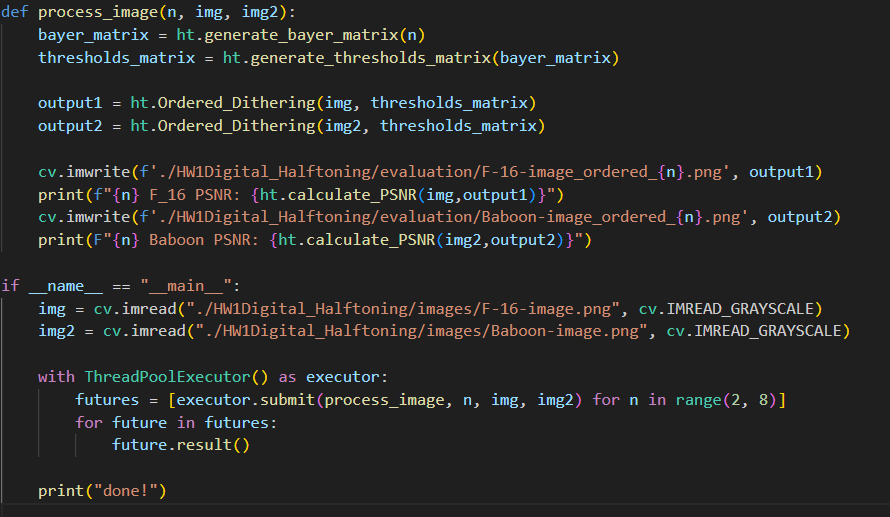 def process_image(n, img, img2):
    bayer_matrix = ht.generate_bayer_matrix(n)
    thresholds_matrix = ht.generate_thresholds_matrix(bayer_matrix)
    output1 = ht.Ordered_Dithering(img, thresholds_matrix)
    output2 = ht.Ordered_Dithering(img2, thresholds_matrix)
    cv.imwrite(f'./HW1Digital_Halftoning/evaluation/F-16-image_ordered_{n}.png', output1)
    print(f"{n} F_16 PSNR: {ht.calculate_PSNR(img,output1)}")
    cv.imwrite(f'./HW1Digital_Halftoning/evaluation/Baboon-image_ordered_{n}.png', output2)
    print(F"{n} Baboon PSNR: {ht.calculate_PSNR(img2,output2)}")
if __name__ == "__main__":
    img = cv.imread("./HW1Digital_Halftoning/images/F-16-image.png", cv.IMREAD_GRAYSCALE)
    img2 = cv.imread("./HW1Digital_Halftoning/images/Baboon-image.png", cv.IMREAD_GRAYSCALE)
    with ThreadPoolExecutor() as executor:
        futures = [executor.submit(process_image, n, img, img2) for n in range(2, 8)]
        for future in futures:
            future.result()
    print("done!")